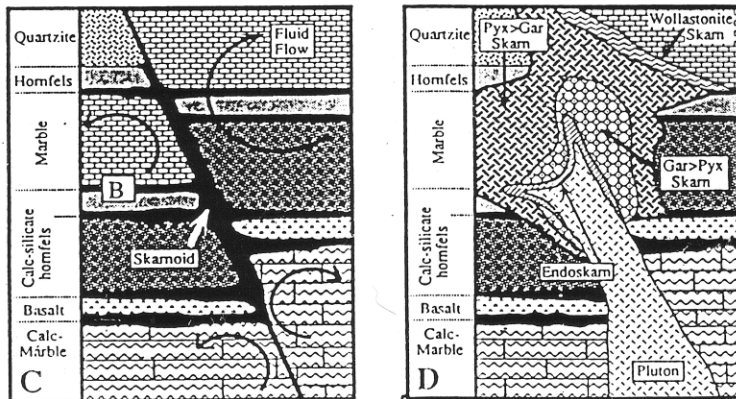 Quartzite
Hornfels
Marble
Calc-silicate
hornfels
Basalt
Calc-
Marble
C
Fluid
Flow
B
Skarnoid
Quartzite
Hornfels
Marble
Calc-silicate
hornfels
Basalt
Calc-
Marble
D
Pyx>Gar
Skarn
Wollastonite
Skarn
Gar>Pyx
Skarn
Endoskarn
Pluton